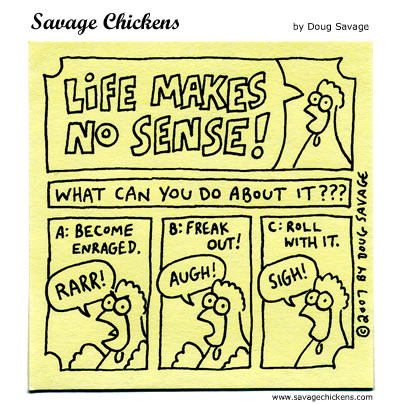 Savage Chickens
by Doug Savage
LIFE MAKES
NO SENSE!
WHAT CAN YOU DO ABOUT IT???
A: BECOME
ENRAGED.
RARR!
B: FREAK
OUT!
AUGH!
C: ROLL
WITH IT.
SIGH!
©2007 BY DOUG SAVAGE
www.savagechickens.com